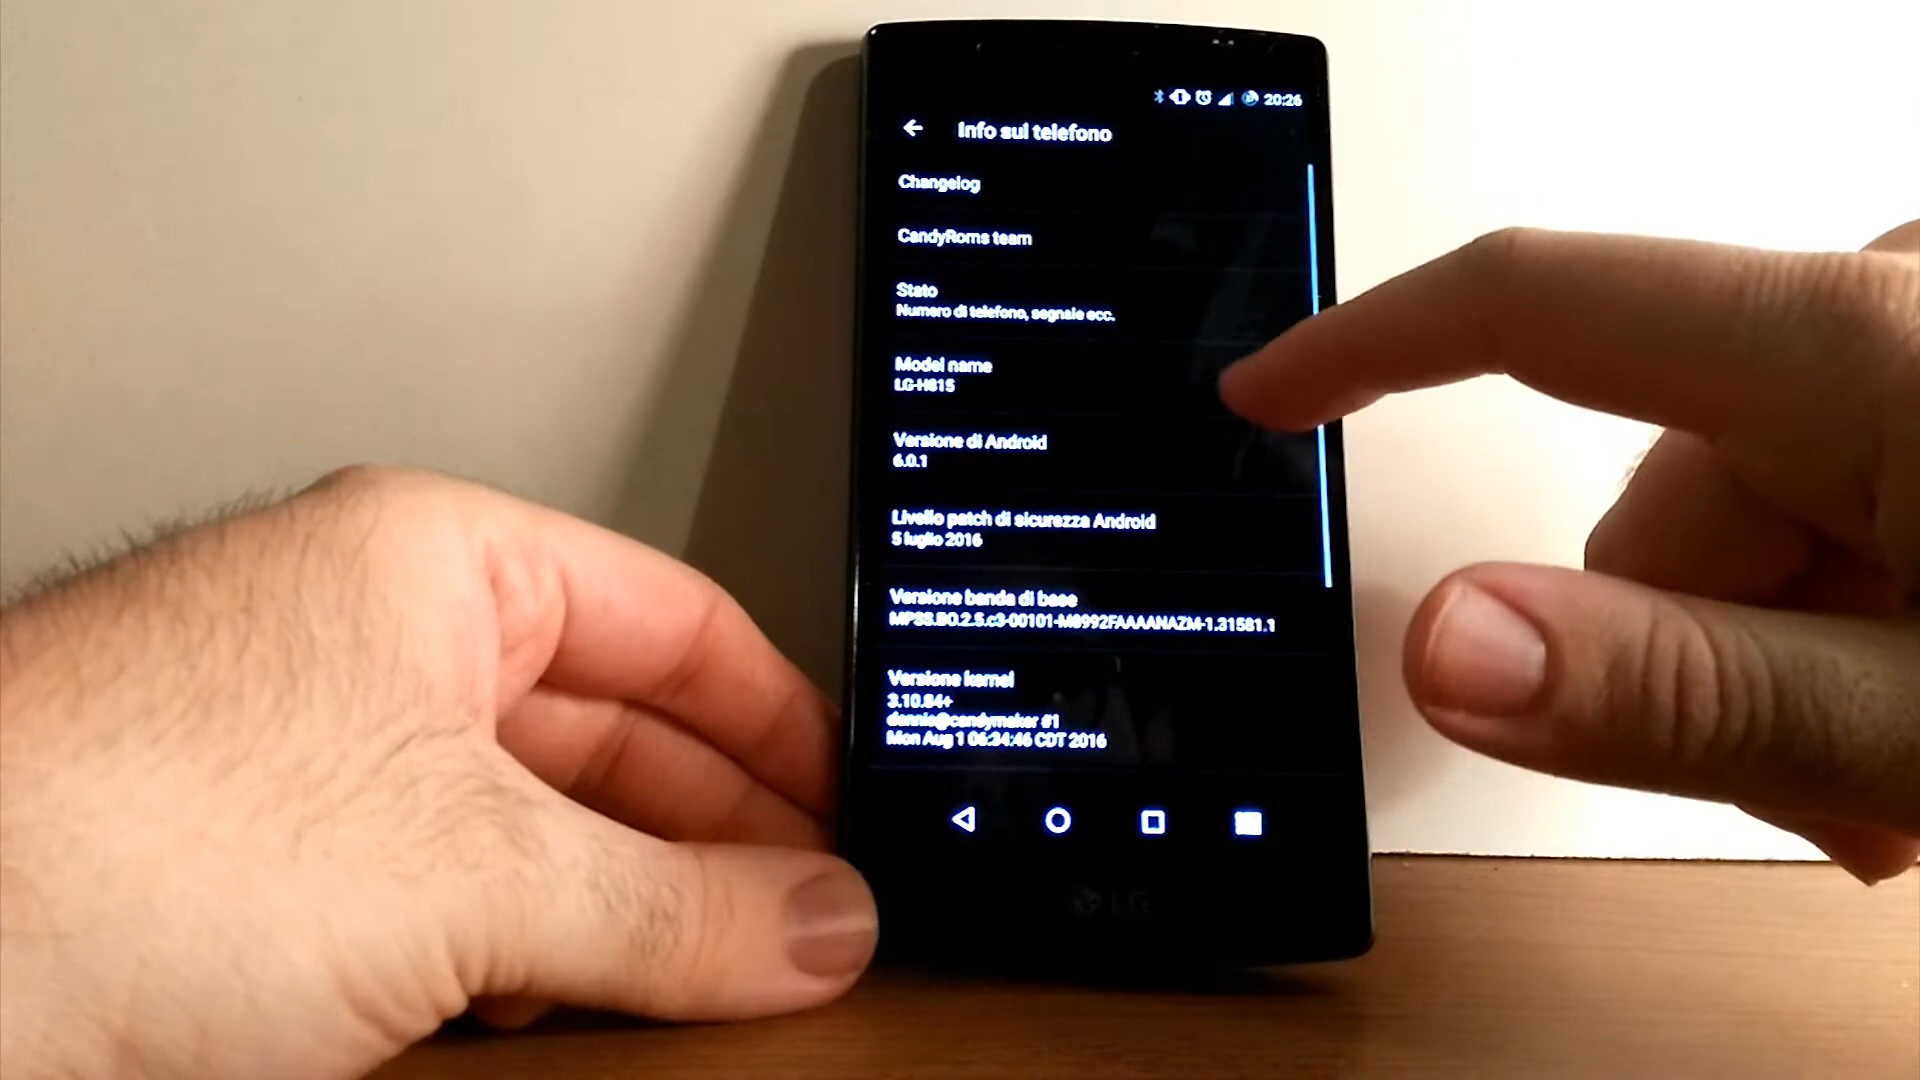 20:26
Info sul telefono
Changelog
CandyRoms team
Stato
Numero di telefono, segnale ecc.
Model name
LG-H815
Versione di Android
6.0.1
Livello patch di sicurezza Android
5 luglio 2016
Versione banda di base
MPSS.BO.2.5.c3-00101-M8992FAAAANAZM-1.31581.1
Versione kernel
3.10.84+
dennis@candymaker #1
Mon Aug 1 06:34:46 CDT 2016
LG